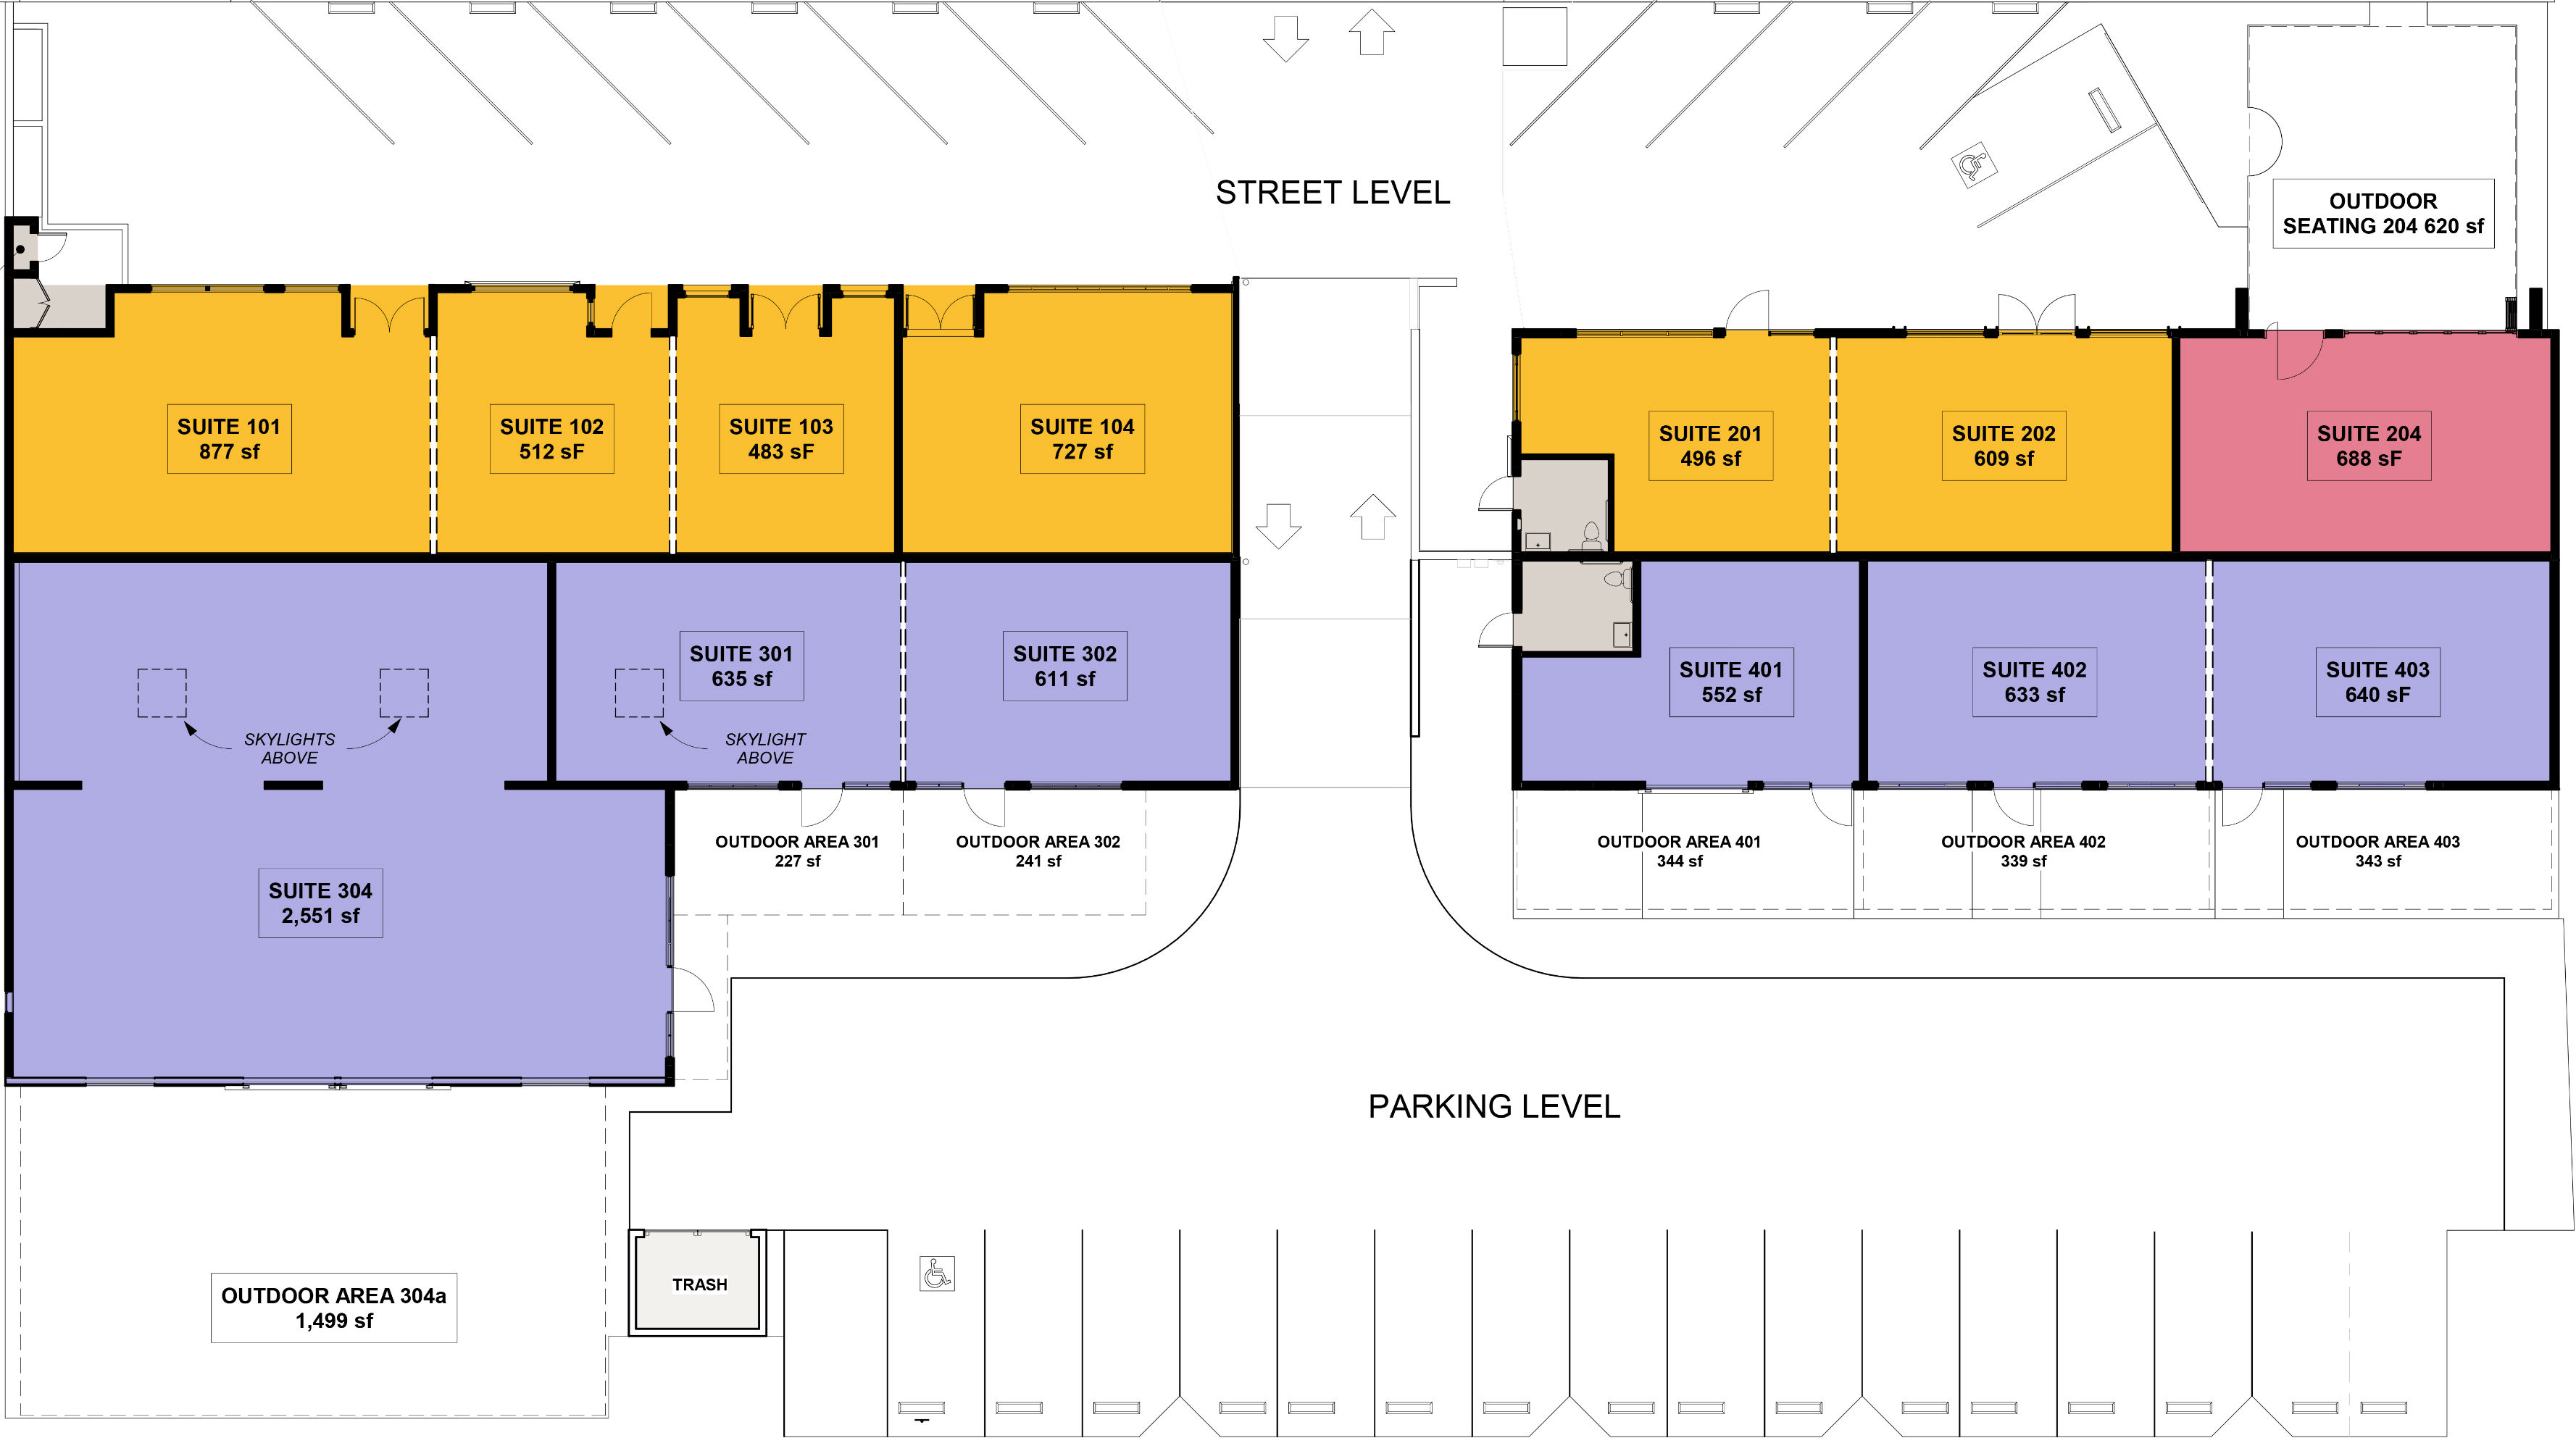 STREET LEVEL
OUTDOOR
SEATING 204 620 sf
SUITE 101
877 sf
SUITE 102
512 sF
SUITE 103
483 sF
SUITE 104
727 sf
SUITE 201
496 sf
SUITE 202
609 sf
SUITE 204
688 sF
SUITE 301
635 sf
SUITE 302
611 sf
SUITE 401
552 sf
SUITE 402
633 sf
SUITE 403
640 sF
SKYLIGHTS
ABOVE
SKYLIGHT
ABOVE
OUTDOOR AREA 301
227 sf
OUTDOOR AREA 302
241 sf
OUTDOOR AREA 401
344 sf
OUTDOOR AREA 402
339 sf
OUTDOOR AREA 403
343 sf
SUITE 304
2,551 sf
PARKING LEVEL
OUTDOOR AREA 304a
1,499 sf
TRASH